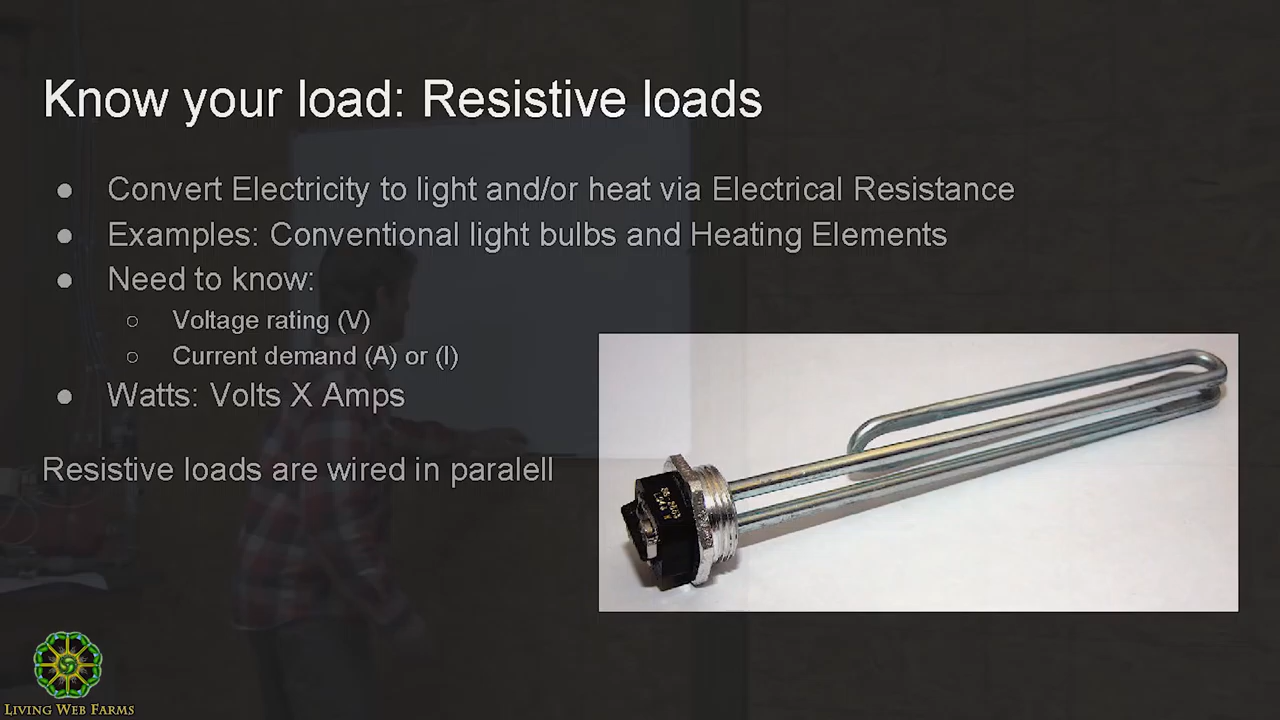 Know your load: Resistive loads
● Convert Electricity to light and/or heat via Electrical Resistance
● Examples: Conventional light bulbs and Heating Elements
● Need to know:
○ Voltage rating (V)
○ Current demand (A) or (I)
● Watts: Volts X Amps
Resistive loads are wired in paralell
LIVING WEB FARMS